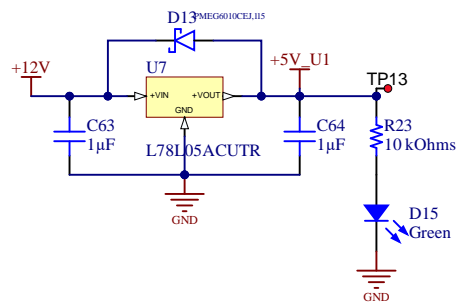 D13 PMEG6010CEJ,115
+12V
U7
+5V_U1
TP13
+VIN
+VOUT
GND
C63
1µF
L78L05ACUTR
C64
1µF
R23
10 kOhms
GND
D15
Green
GND